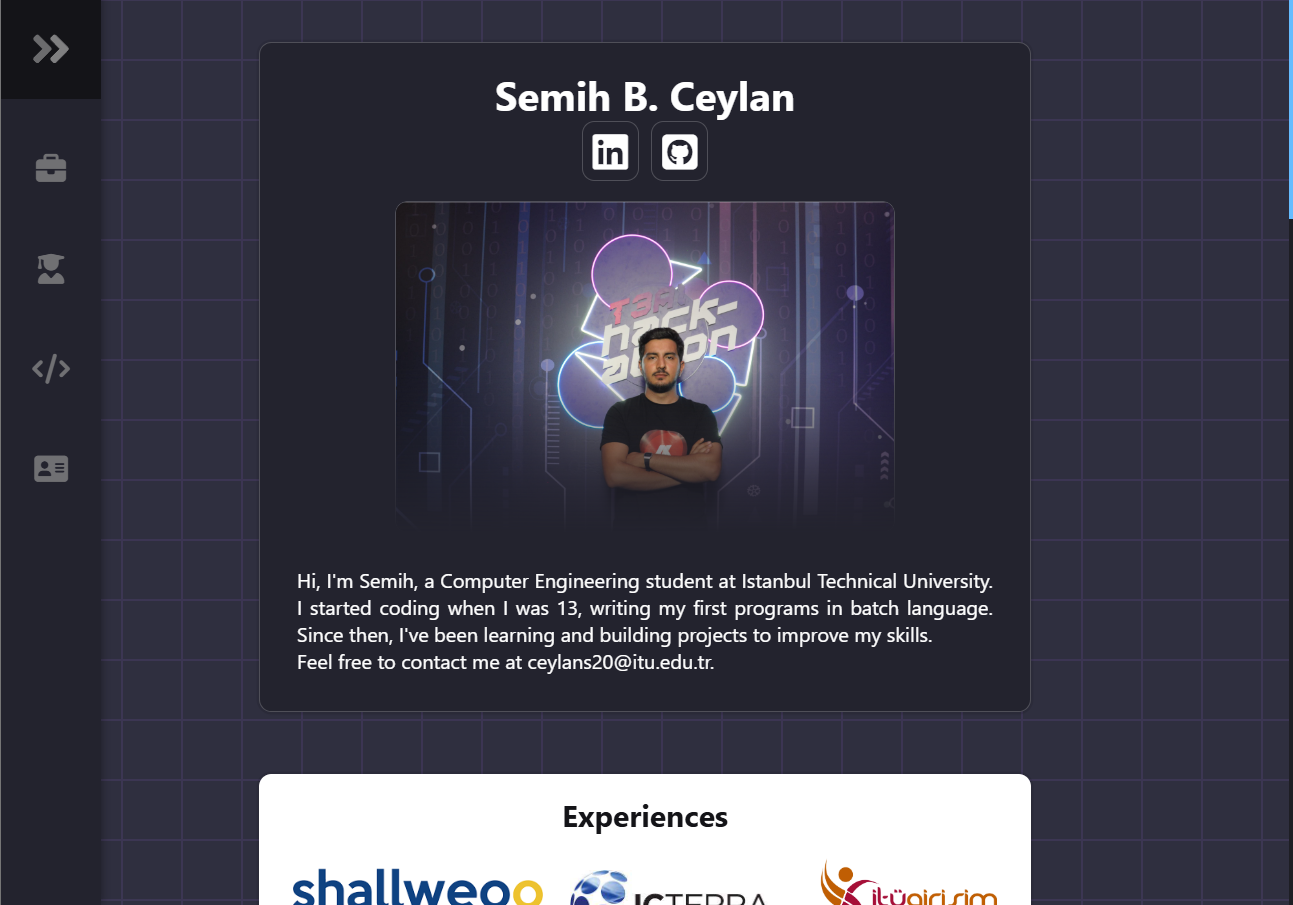 Semih B. Ceylan
in
T3AI
HACK-
ATHON
Hi, I'm Semih, a Computer Engineering student at Istanbul Technical University.
I started coding when I was 13, writing my first programs in batch language.
Since then, I've been learning and building projects to improve my skills.
Feel free to contact me at ceylans20@itu.edu.tr.
Experiences
shallweoo ICTERRA itügirişim